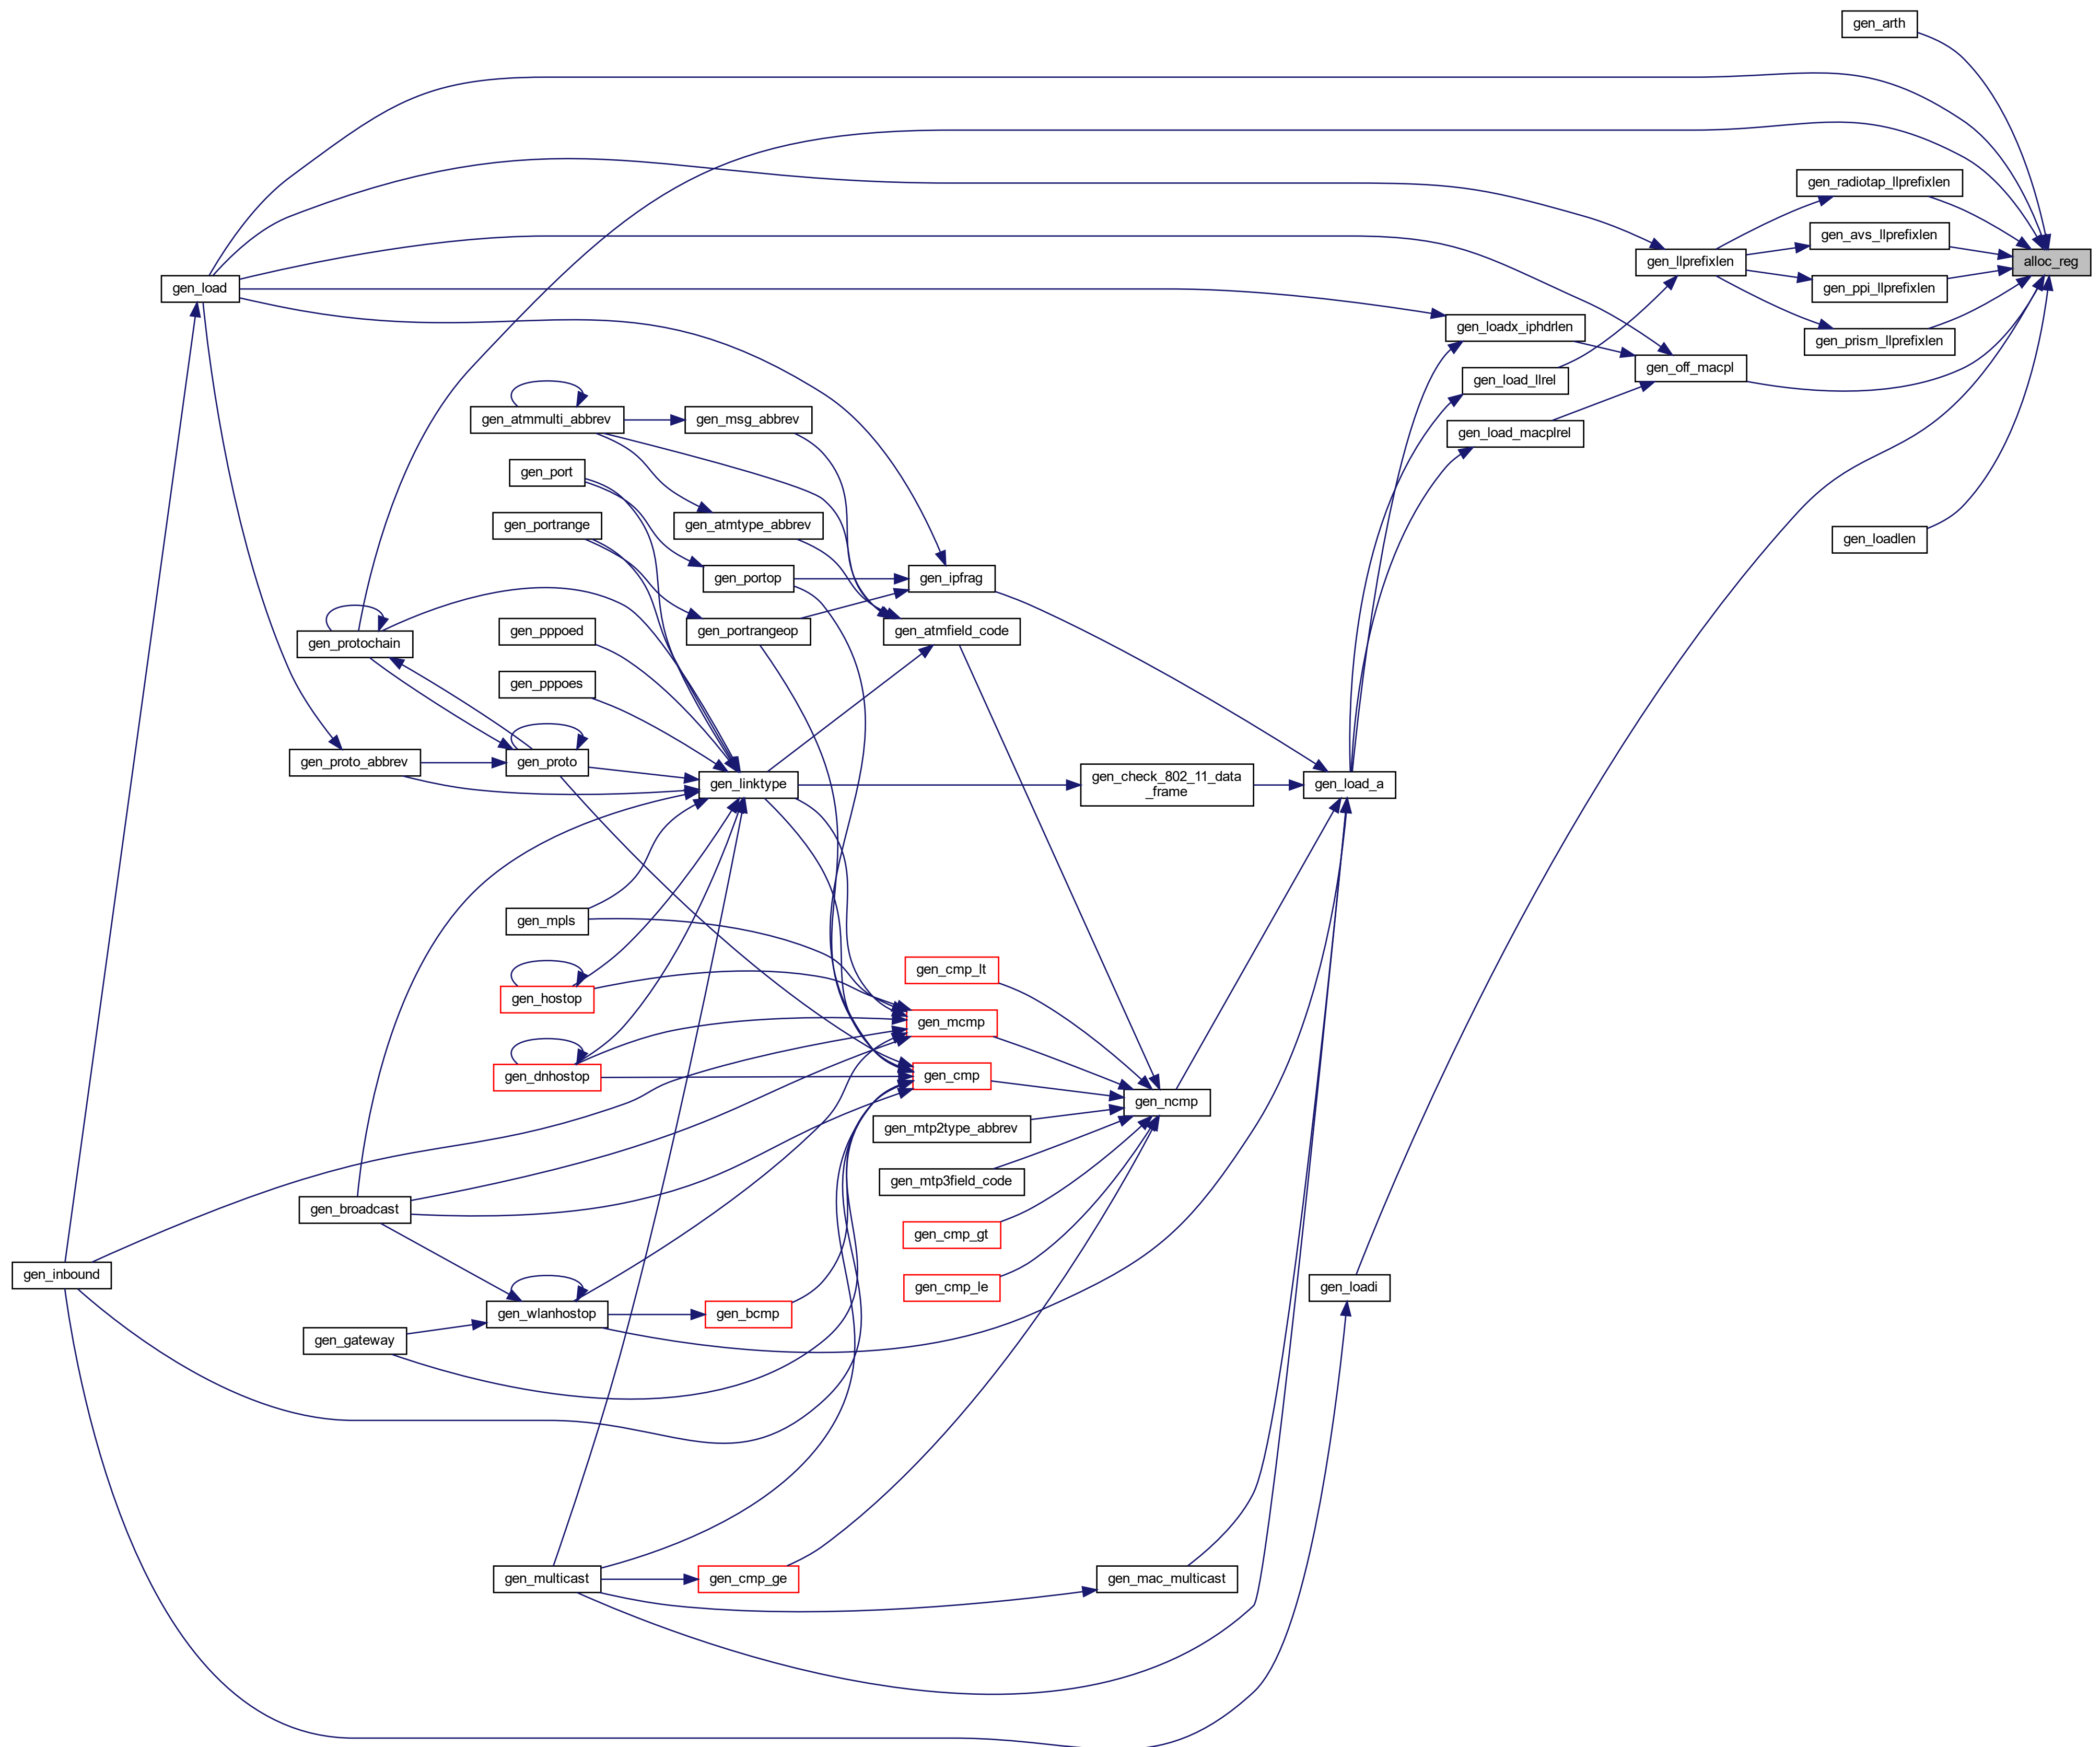 gen_arth
gen_radiotap_llprefixlen
gen_avs_llprefixlen
gen_llprefixlen
alloc_reg
gen_load
gen_ppi_llprefixlen
gen_loadx_iphdrlen
gen_prism_llprefixlen
gen_off_macpl
gen_load_llrel
gen_atmmulti_abbrev
gen_msg_abbrev
gen_load_macplrel
gen_port
gen_portrange
gen_atmtype_abbrev
gen_loadlen
gen_portop
gen_ipfrag
gen_pppoed
gen_portrangeop
gen_atmfield_code
gen_protochain
gen_pppoes
gen_proto_abbrev
gen_proto
gen_linktype
gen_check_802_11_data
_frame
gen_load_a
gen_mpls
gen_cmp_lt
gen_hostop
gen_mcmp
gen_dnhostop
gen_cmp
gen_ncmp
gen_mtp2type_abbrev
gen_mtp3field_code
gen_broadcast
gen_cmp_gt
gen_inbound
gen_cmp_le
gen_loadi
gen_wlanhostop
gen_bcmp
gen_gateway
gen_multicast
gen_cmp_ge
gen_mac_multicast